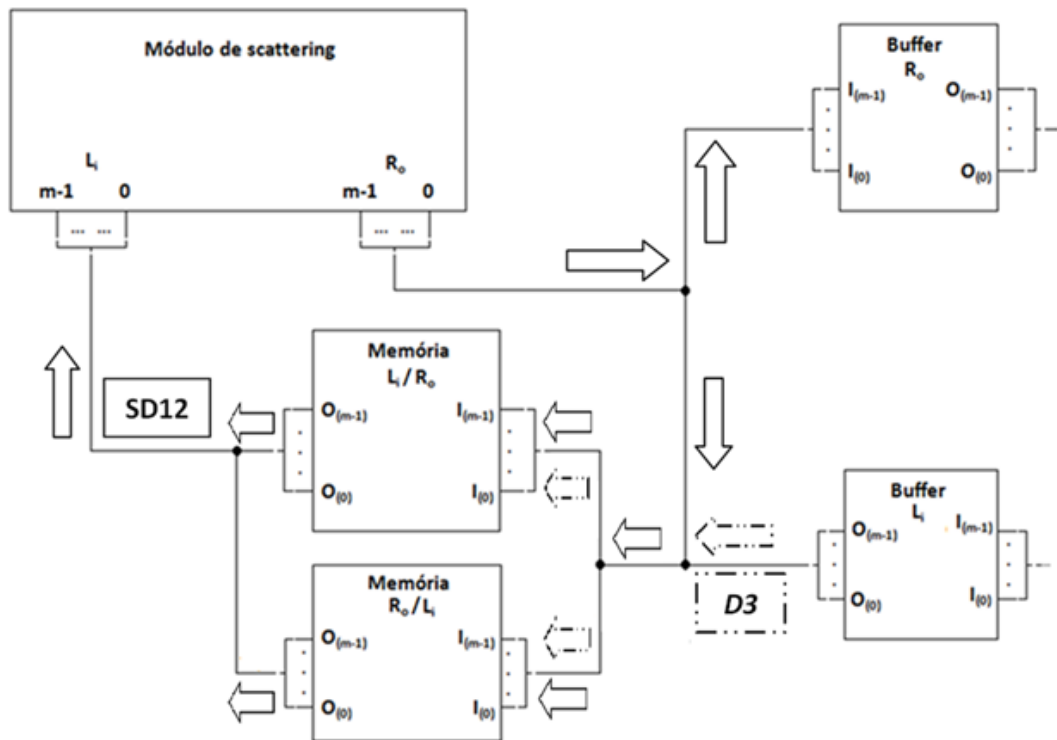 Módulo de scattering
Lᵢ
m-1 0
... ...
Rₒ
m-1 0
... ...
Buffer
Rₒ
I(m-1) O(m-1)
I(0) O(0)
SD12
Memória
Lᵢ / Rₒ
O(m-1) I(m-1)
O(0) I(0)
Memória
Rₒ / Lᵢ
O(m-1) I(m-1)
O(0) I(0)
D3
Buffer
Lᵢ
O(m-1) I(m-1)
O(0) I(0)